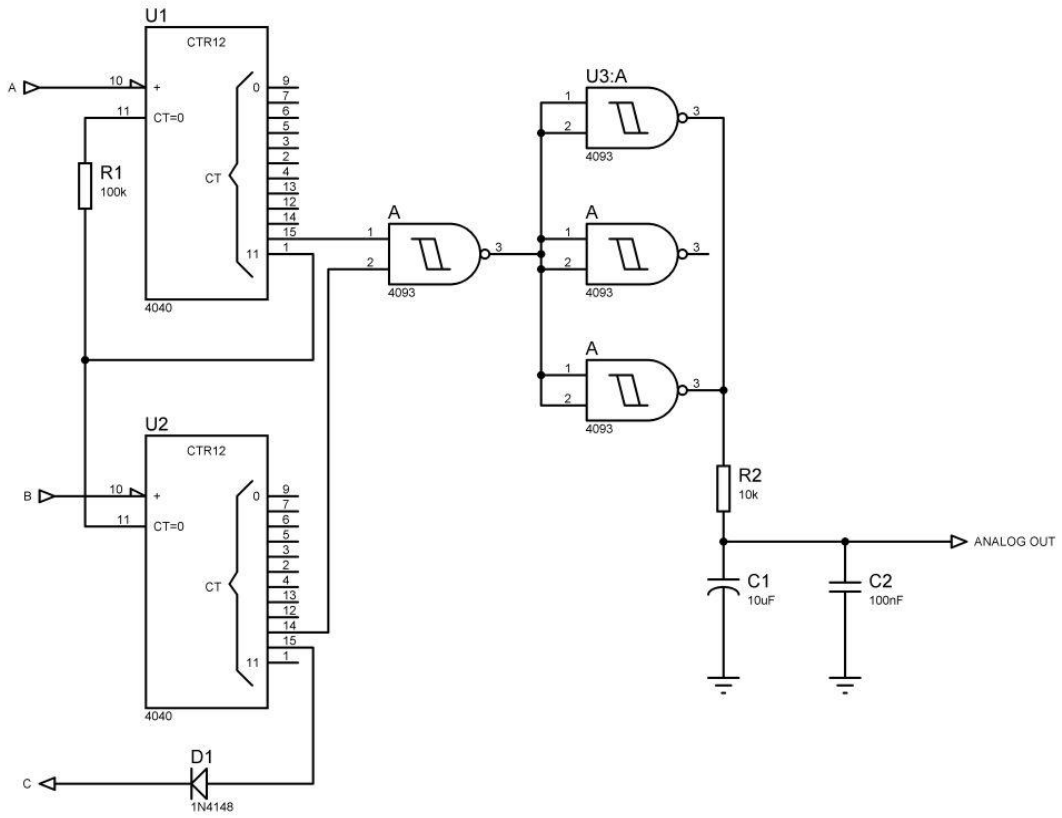 U1
CTR12
A
10
+
11
CT=0
0
9
7
6
5
3
2
4
13
12
14
15
11
1
CT
R1
100k
4040
A
1
2
3
4093
U3:A
1
2
3
4093
A
1
2
3
4093
A
1
2
3
4093
U2
CTR12
B
10
+
11
CT=0
0
9
7
6
5
3
2
4
13
12
14
15
11
1
CT
4040
R2
10k
ANALOG OUT
C1
10uF
C2
100nF
D1
C
1N4148